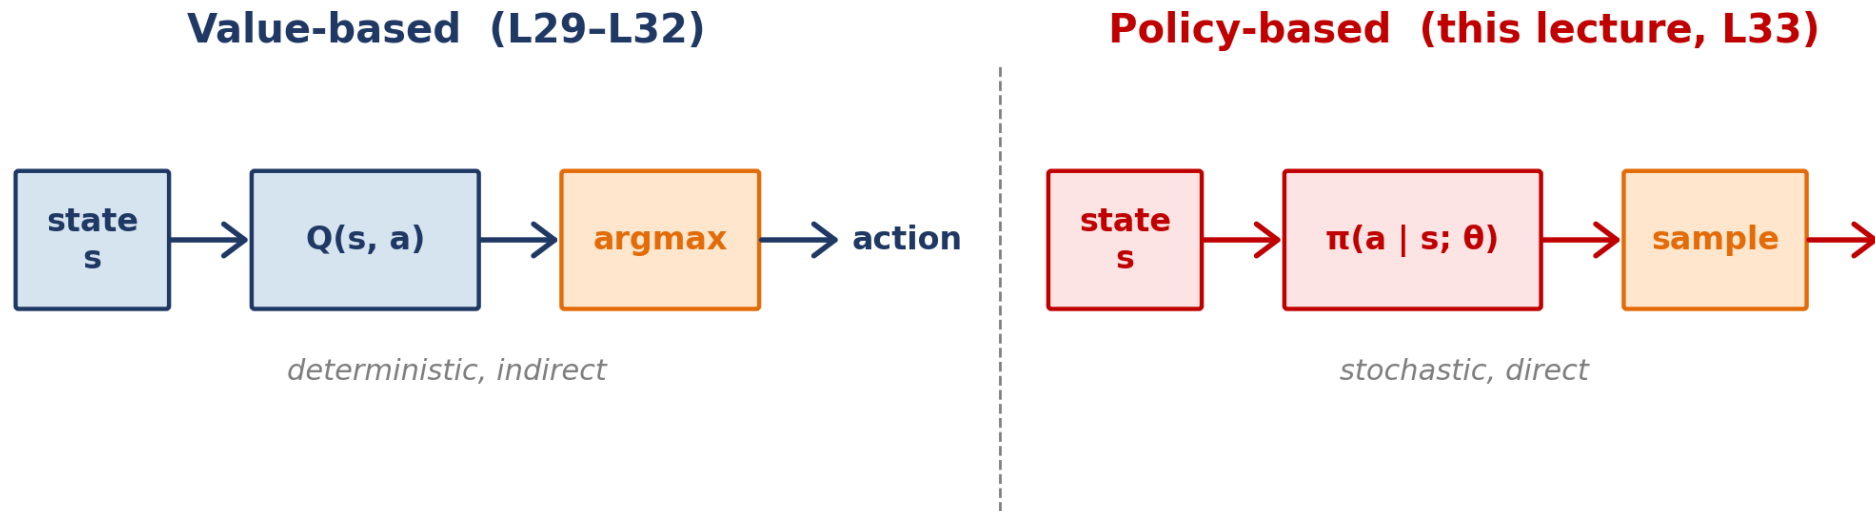 Value-based (L29–L32)
state
s
Q(s, a)
argmax
action
deterministic, indirect
Policy-based (this lecture, L33)
state
s
π(a | s; θ)
sample
stochastic, direct